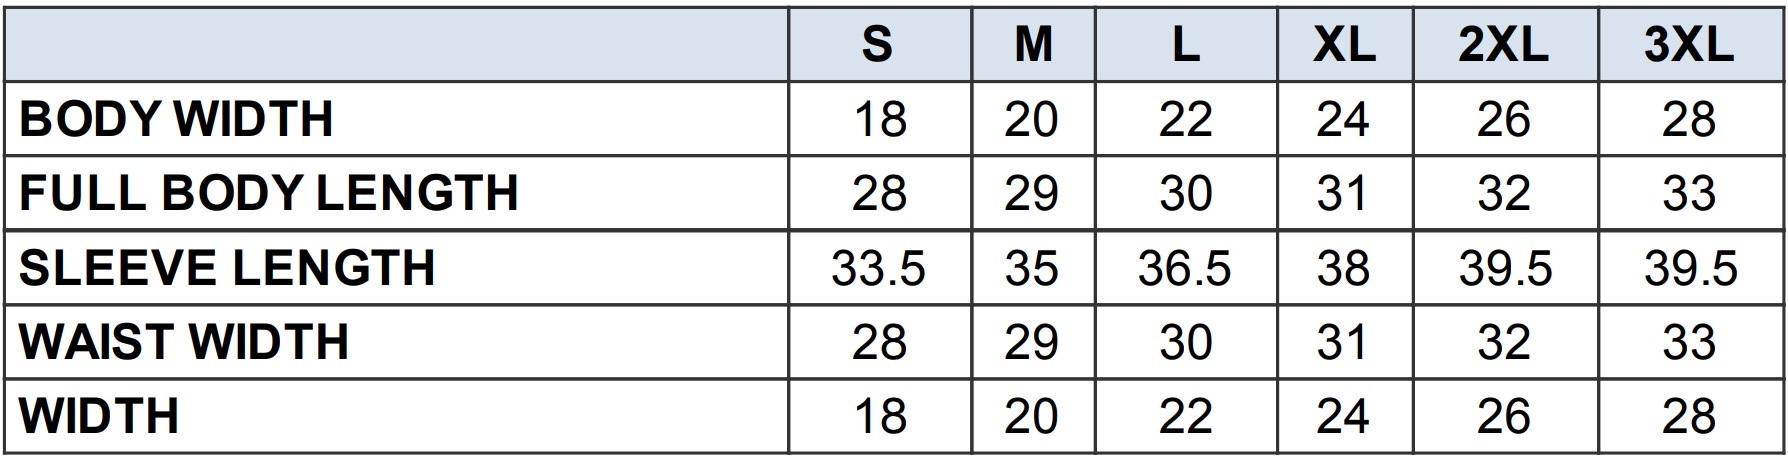 S M L XL 2XL 3XL
BODY WIDTH 18 20 22 24 26 28
FULL BODY LENGTH 28 29 30 31 32 33
SLEEVE LENGTH 33.5 35 36.5 38 39.5 39.5
WAIST WIDTH 28 29 30 31 32 33
WIDTH 18 20 22 24 26 28